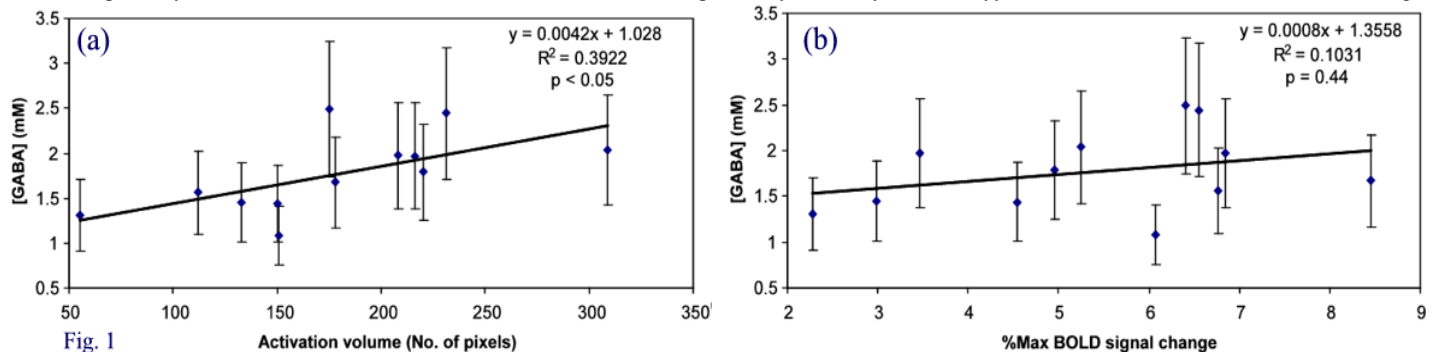 (a)
y = 0.0042x + 1.028
R² = 0.3922
p < 0.05
[GABA] (mM)
3.5
3
2.5
2
1.5
1
0.5
50 100 150 200 250 300 350
Activation volume (No. of pixels)
Fig. 1
(b)
y = 0.0008x + 1.3558
R² = 0.1031
p = 0.44
[GABA] (mM)
3.5
3
2.5
2
1.5
1
0.5
2 3 4 5 6 7 8 9
%Max BOLD signal change